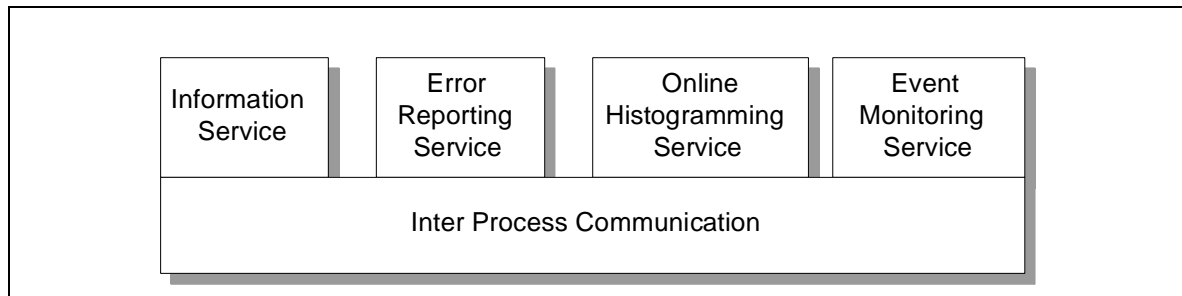 Information
Service
Error
Reporting
Service
Online
Histogramming
Service
Event
Monitoring
Service
Inter Process Communication